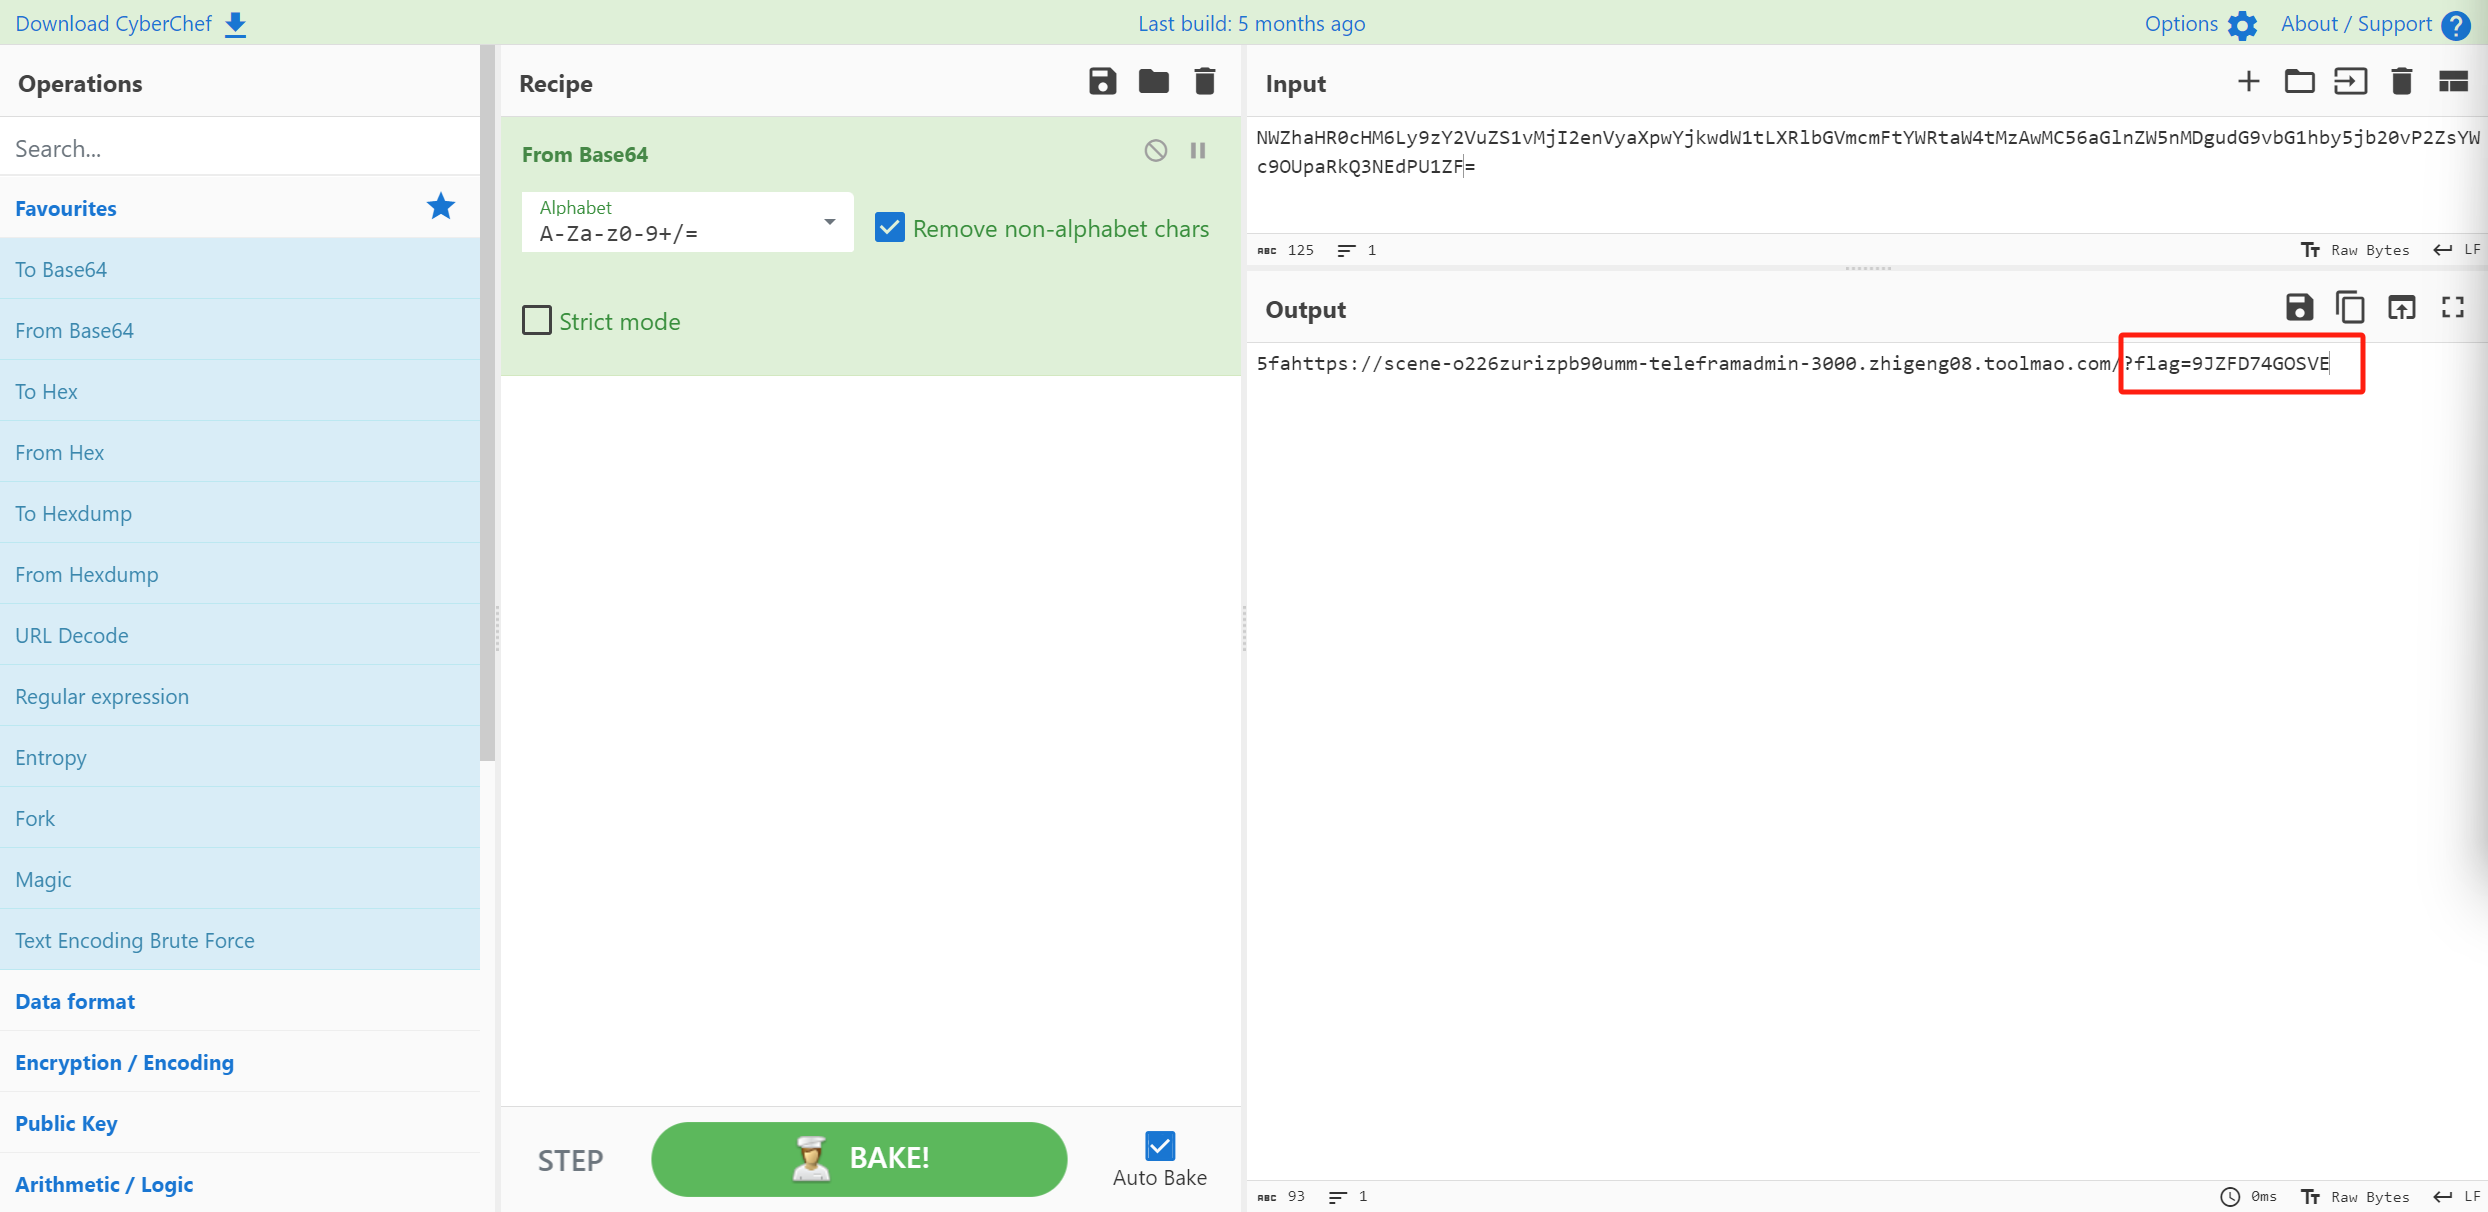 Download CyberChef
Last build: 5 months ago
Options
About / Support
Operations
Search...
Favourites
To Base64
From Base64
To Hex
From Hex
To Hexdump
From Hexdump
URL Decode
Regular expression
Entropy
Fork
Magic
Text Encoding Brute Force
Data format
Encryption / Encoding
Public Key
Arithmetic / Logic
Recipe
From Base64
Alphabet
A-Za-z0-9+/=
Remove non-alphabet chars
Strict mode
STEP
BAKE!
Auto Bake
Input
NWZhaHR0cHM6Ly9zY2VuZS1vMjI2enVyaXpwYjkwdW1tLXRlbGVmcmFtYWRtaW4tMzAwMC56aGlnZW5nMDgudG9vbG1hby5jb20vP2ZsYW
c9OUpaRkQ3NEdPU1ZF=
ABC 125 1
Raw Bytes LF
Output
5fahttps://scene-o226zurizpb90umm-teleframadmin-3000.zhigeng08.toolmao.com/?flag=9JZFD74GOSVE
ABC 93 1
0ms Raw Bytes LF